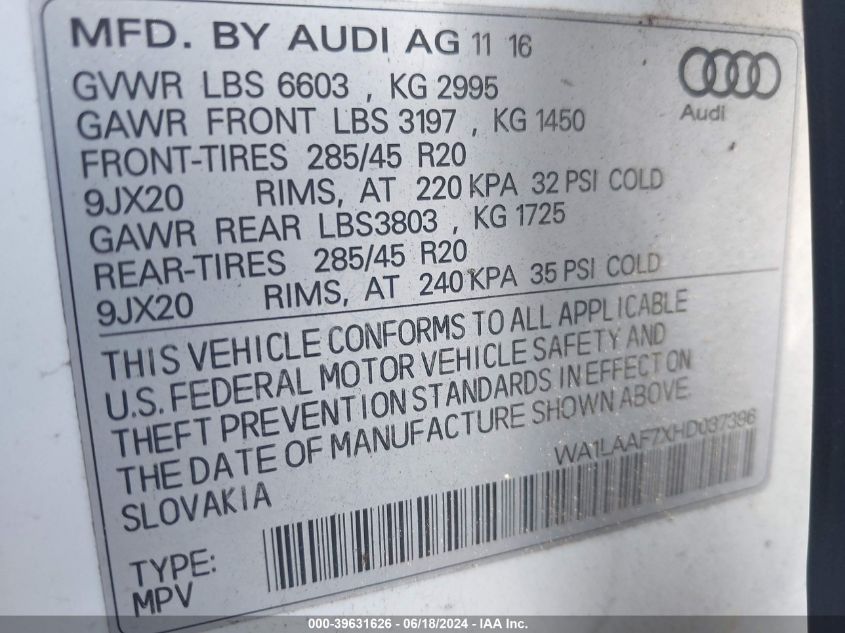 MFD. BY AUDI AG 11 16
GVWR LBS 6603 , KG 2995
GAWR FRONT LBS 3197 , KG 1450
Audi
FRONT-TIRES 285/45 R20
9JX20 RIMS, AT 220 KPA 32 PSI COLD
GAWR REAR LBS3803 , KG 1725
REAR-TIRES 285/45 R20
9JX20 RIMS, AT 240 KPA 35 PSI COLD
THIS VEHICLE CONFORMS TO ALL APPLICABLE
U.S. FEDERAL MOTOR VEHICLE SAFETY AND
THEFT PREVENTION STANDARDS IN EFFECT ON
THE DATE OF MANUFACTURE SHOWN ABOVE
WA1LAAF7XHD037396
SLOVAKIA
TYPE:
MPV
000-39631626 - 06/18/2024 - IAA Inc.